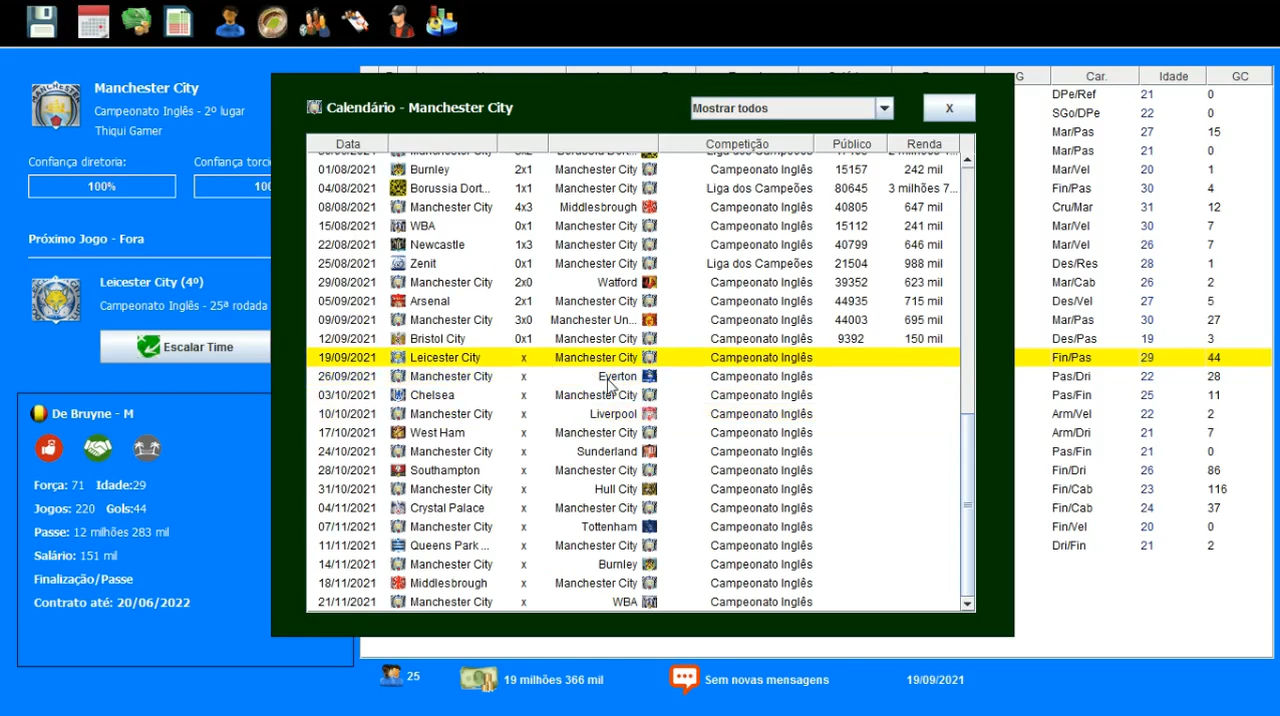 Manchester City
Campeonato Inglês - 2º lugar
Thiqui Gamer
Confiança diretoria:
Confiança torci
100%
10
Próximo Jogo - Fora
Leicester City (4º)
Campeonato Inglês - 25ª rodada
Escalar Time
De Bruyne - M
Força: 71 Idade:29
Jogos: 220 Gols:44
Passe: 12 milhões 283 mil
Salário: 151 mil
Finalização/Passe
Contrato até: 20/06/2022
Calendário - Manchester City
Mostrar todos
X
Data Competição Público Renda
01/08/2021 Burnley 2x1 Manchester City Campeonato Inglês 15157 242 mil
04/08/2021 Borussia Dort... 1x1 Manchester City Liga dos Campeões 80645 3 milhões 7...
08/08/2021 Manchester City 4x3 Middlesbrough Campeonato Inglês 40805 647 mil
15/08/2021 WBA 0x1 Manchester City Campeonato Inglês 15112 241 mil
22/08/2021 Newcastle 1x3 Manchester City Campeonato Inglês 40799 646 mil
25/08/2021 Zenit 0x1 Manchester City Liga dos Campeões 21504 988 mil
29/08/2021 Manchester City 2x0 Watford Campeonato Inglês 39352 623 mil
05/09/2021 Arsenal 2x1 Manchester City Campeonato Inglês 44935 715 mil
09/09/2021 Manchester City 3x0 Manchester Un... Campeonato Inglês 44003 695 mil
12/09/2021 Bristol City 0x1 Manchester City Campeonato Inglês 9392 150 mil
19/09/2021 Leicester City x Manchester City Campeonato Inglês
26/09/2021 Manchester City x Everton Campeonato Inglês
03/10/2021 Chelsea x Manchester City Campeonato Inglês
10/10/2021 Manchester City x Liverpool Campeonato Inglês
17/10/2021 West Ham x Manchester City Campeonato Inglês
24/10/2021 Manchester City x Sunderland Campeonato Inglês
28/10/2021 Southampton x Manchester City Campeonato Inglês
31/10/2021 Manchester City x Hull City Campeonato Inglês
04/11/2021 Crystal Palace x Manchester City Campeonato Inglês
07/11/2021 Manchester City x Tottenham Campeonato Inglês
11/11/2021 Queens Park ... x Manchester City Campeonato Inglês
14/11/2021 Manchester City x Burnley Campeonato Inglês
18/11/2021 Middlesbrough x Manchester City Campeonato Inglês
21/11/2021 Manchester City x WBA Campeonato Inglês
G Car. Idade GC
DPe/Ref 21 0
SGo/DPe 22 0
Mar/Pas 27 15
Mar/Pas 21 0
Mar/Vel 20 1
Fin/Pas 30 4
Cru/Mar 31 12
Mar/Vel 30 7
Mar/Vel 26 7
Des/Res 28 1
Mar/Cab 26 2
Des/Vel 27 5
Mar/Pas 30 27
Des/Pas 19 3
Fin/Pas 29 44
Pas/Dri 22 28
Pas/Fin 25 11
Arm/Vel 22 2
Arm/Dri 21 7
Pas/Fin 21 0
Fin/Dri 26 86
Fin/Cab 23 116
Fin/Cab 24 37
Fin/Vel 20 0
Dri/Fin 21 2
25
19 milhões 366 mil
Sem novas mensagens
19/09/2021